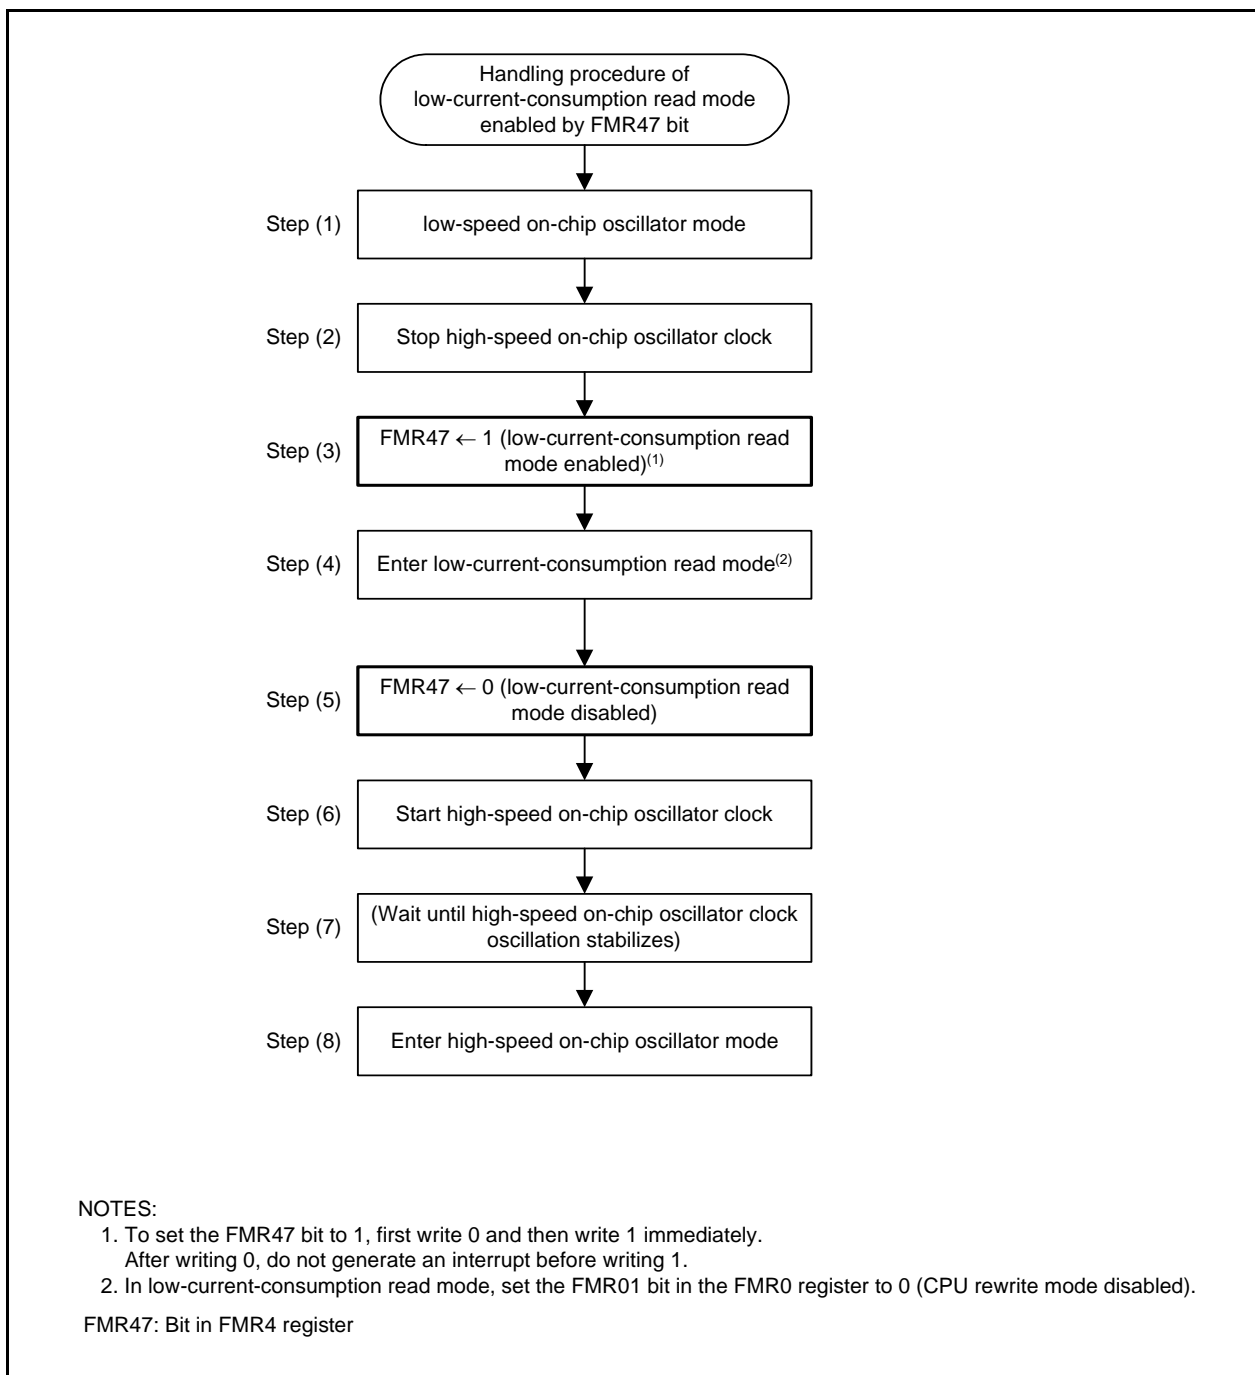 Handling procedure of
low-current-consumption read mode
enabled by FMR47 bit
Step (1)
low-speed on-chip oscillator mode
Step (2)
Stop high-speed on-chip oscillator clock
Step (3)
FMR47 ← 1 (low-current-consumption read
mode enabled)(1)
Step (4)
Enter low-current-consumption read mode(2)
Step (5)
FMR47 ← 0 (low-current-consumption read
mode disabled)
Step (6)
Start high-speed on-chip oscillator clock
Step (7)
(Wait until high-speed on-chip oscillator clock
oscillation stabilizes)
Step (8)
Enter high-speed on-chip oscillator mode
NOTES:
1. To set the FMR47 bit to 1, first write 0 and then write 1 immediately.
After writing 0, do not generate an interrupt before writing 1.
2. In low-current-consumption read mode, set the FMR01 bit in the FMR0 register to 0 (CPU rewrite mode disabled).
FMR47: Bit in FMR4 register